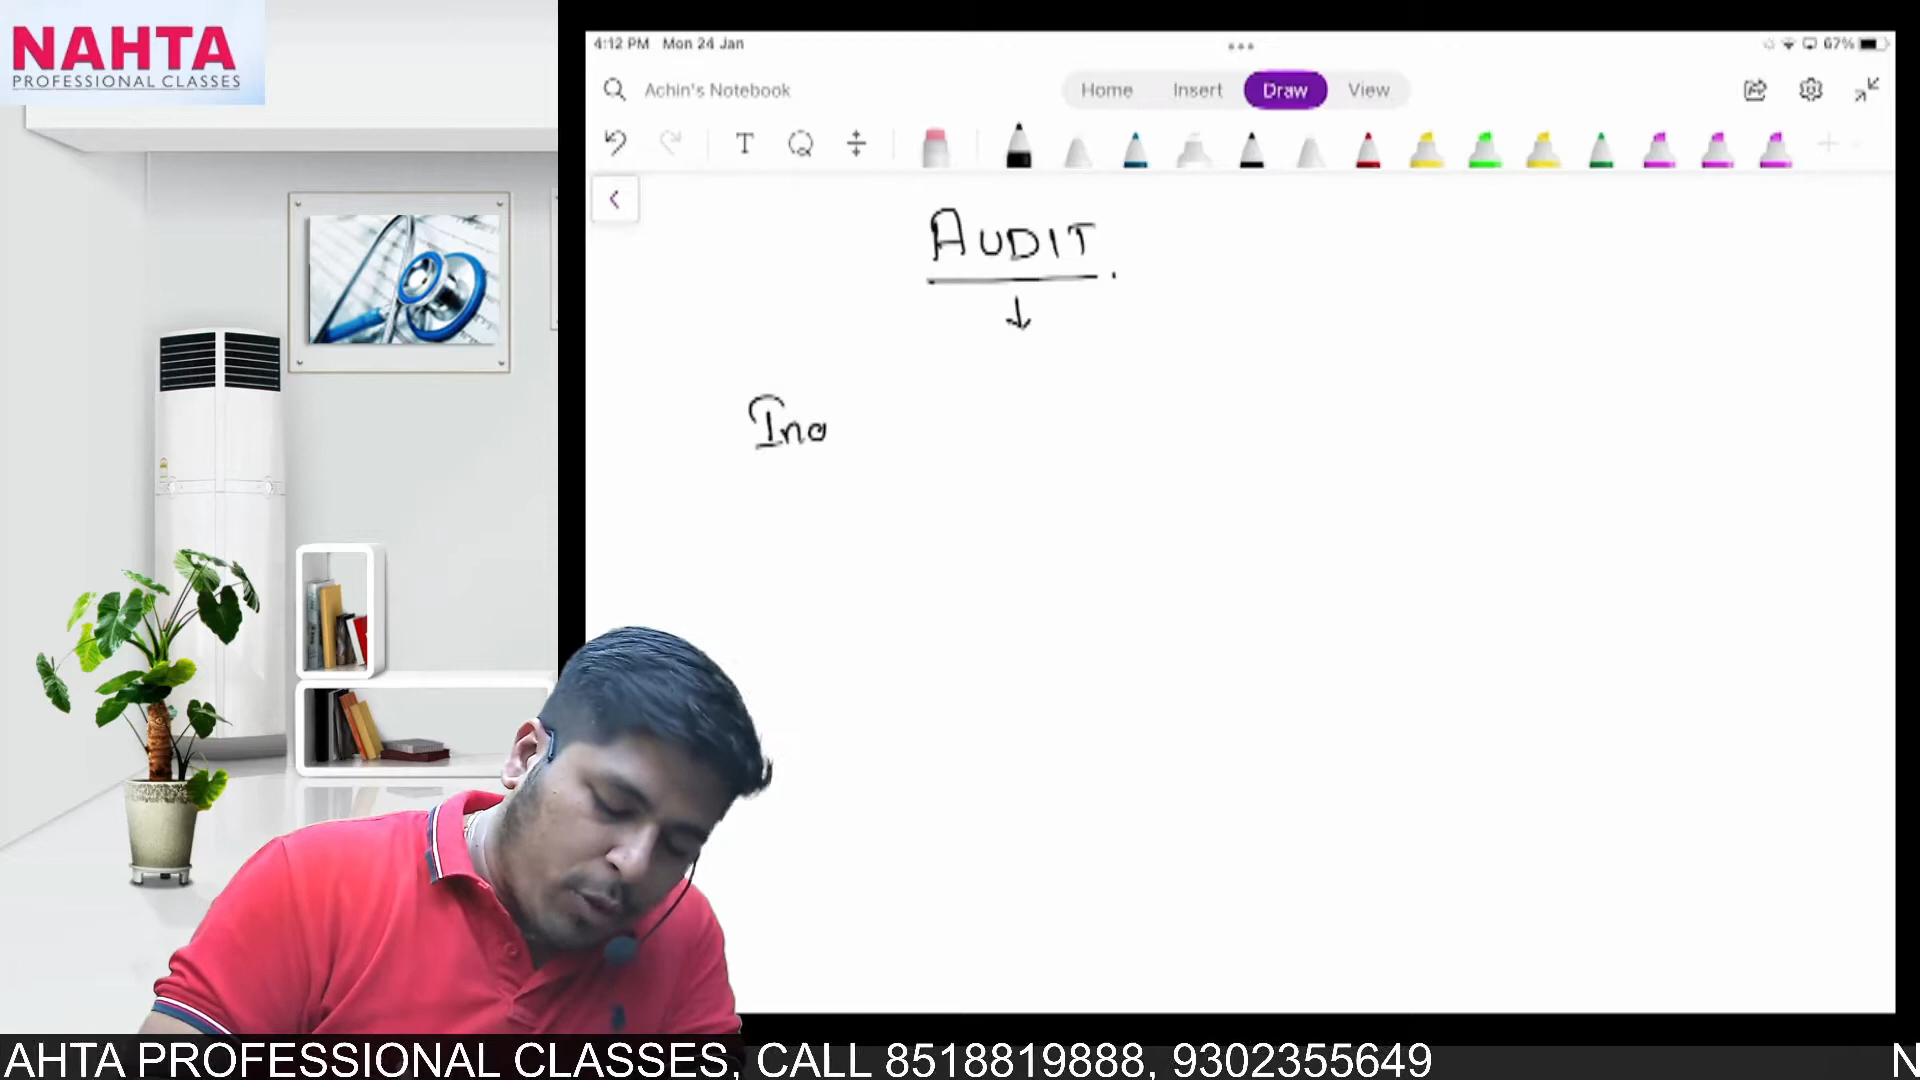 NAHTA
PROFESSIONAL CLASSES
4:12 PM Mon 24 Jan
67%
Achin's Notebook
Home Insert Draw View
T
AUDIT.
↓
Ino
AHTA PROFESSIONAL CLASSES, CALL 8518819888, 9302355649 N